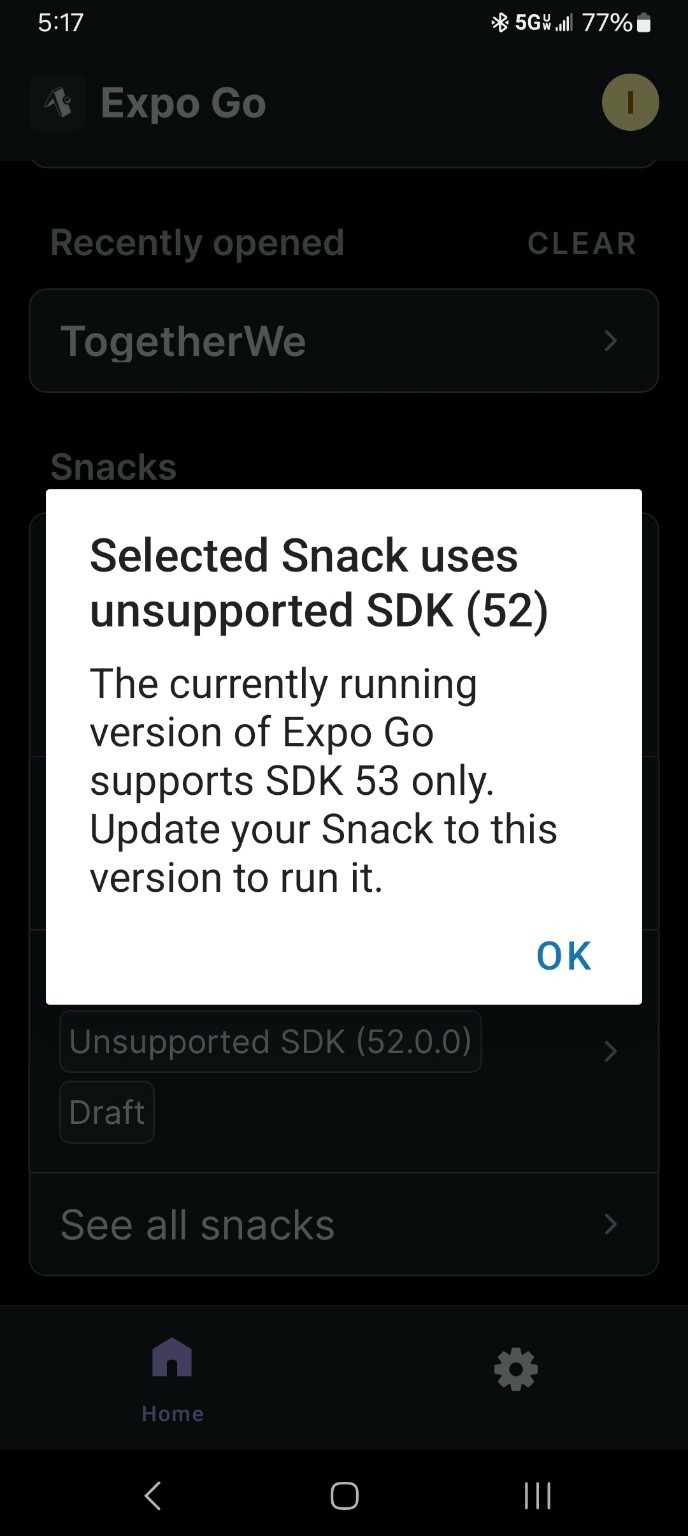 5:17
5G UW 77%
Expo Go
I
Recently opened
CLEAR
TogetherWe
Snacks
Selected Snack uses
unsupported SDK (52)
The currently running
version of Expo Go
supports SDK 53 only.
Update your Snack to this
version to run it.
OK
Unsupported SDK (52.0.0)
Draft
See all snacks
Home